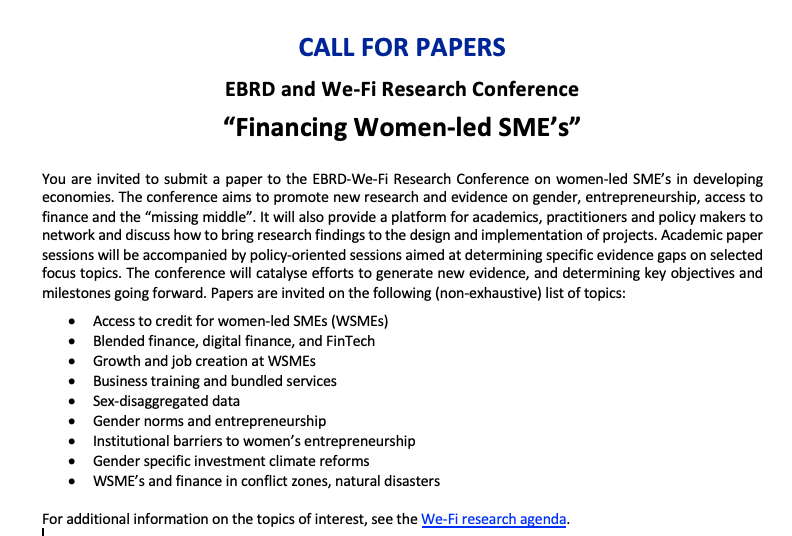 CALL FOR PAPERS
EBRD and We-Fi Research Conference
“Financing Women-led SME’s”
You are invited to submit a paper to the EBRD-We-Fi Research Conference on women-led SME’s in developing
economies. The conference aims to promote new research and evidence on gender, entrepreneurship, access to
finance and the “missing middle”. It will also provide a platform for academics, practitioners and policy makers to
network and discuss how to bring research findings to the design and implementation of projects. Academic paper
sessions will be accompanied by policy-oriented sessions aimed at determining specific evidence gaps on selected
focus topics. The conference will catalyse efforts to generate new evidence, and determining key objectives and
milestones going forward. Papers are invited on the following (non-exhaustive) list of topics:
• Access to credit for women-led SMEs (WSMEs)
• Blended finance, digital finance, and FinTech
• Growth and job creation at WSMEs
• Business training and bundled services
• Sex-disaggregated data
• Gender norms and entrepreneurship
• Institutional barriers to women’s entrepreneurship
• Gender specific investment climate reforms
• WSME’s and finance in conflict zones, natural disasters
For additional information on the topics of interest, see the We-Fi research agenda.